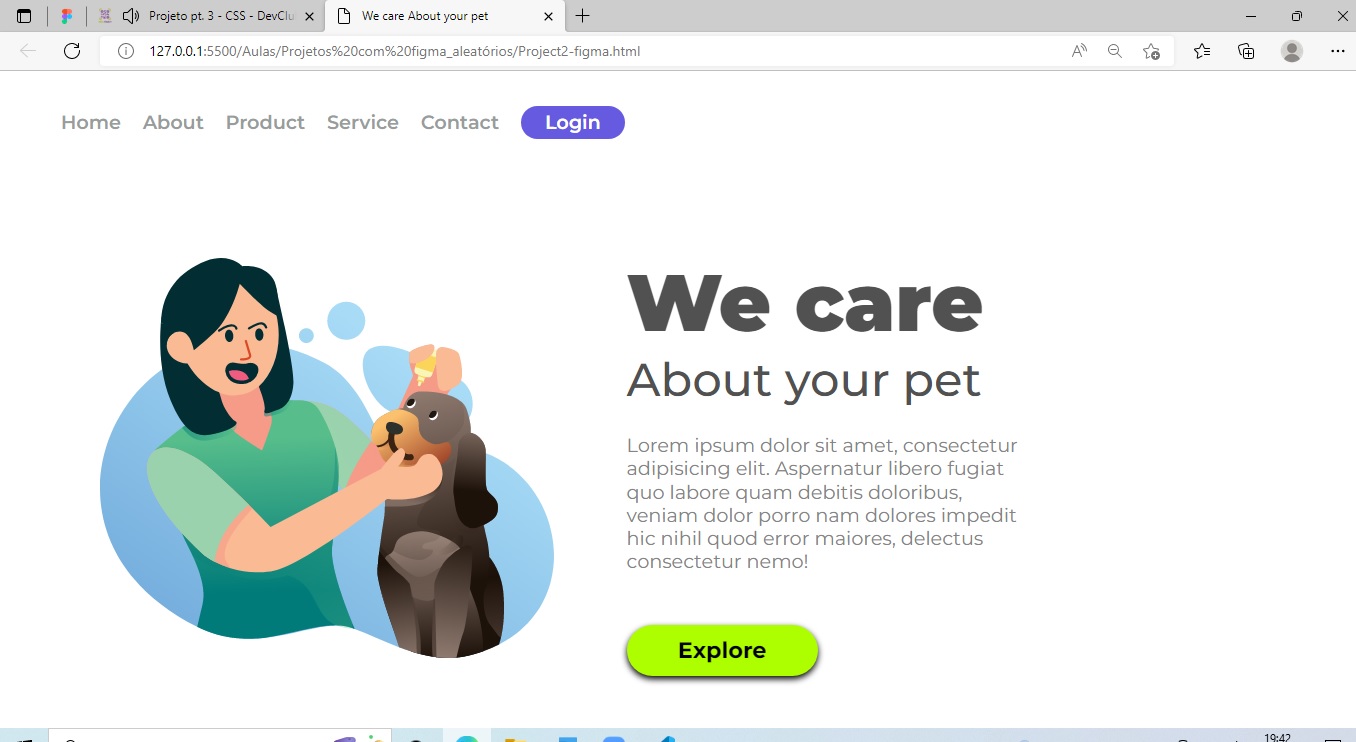 Projeto pt. 3 - CSS - DevClu
We care About your pet
127.0.0.1:5500/Aulas/Projetos%20com%20figma_aleatórios/Project2-figma.html
Home About Product Service Contact Login
We care
About your pet
Lorem ipsum dolor sit amet, consectetur
adipisicing elit. Aspernatur libero fugiat
quo labore quam debitis doloribus,
veniam dolor porro nam dolores impedit
hic nihil quod error maiores, delectus
consectetur nemo!
Explore
19:42